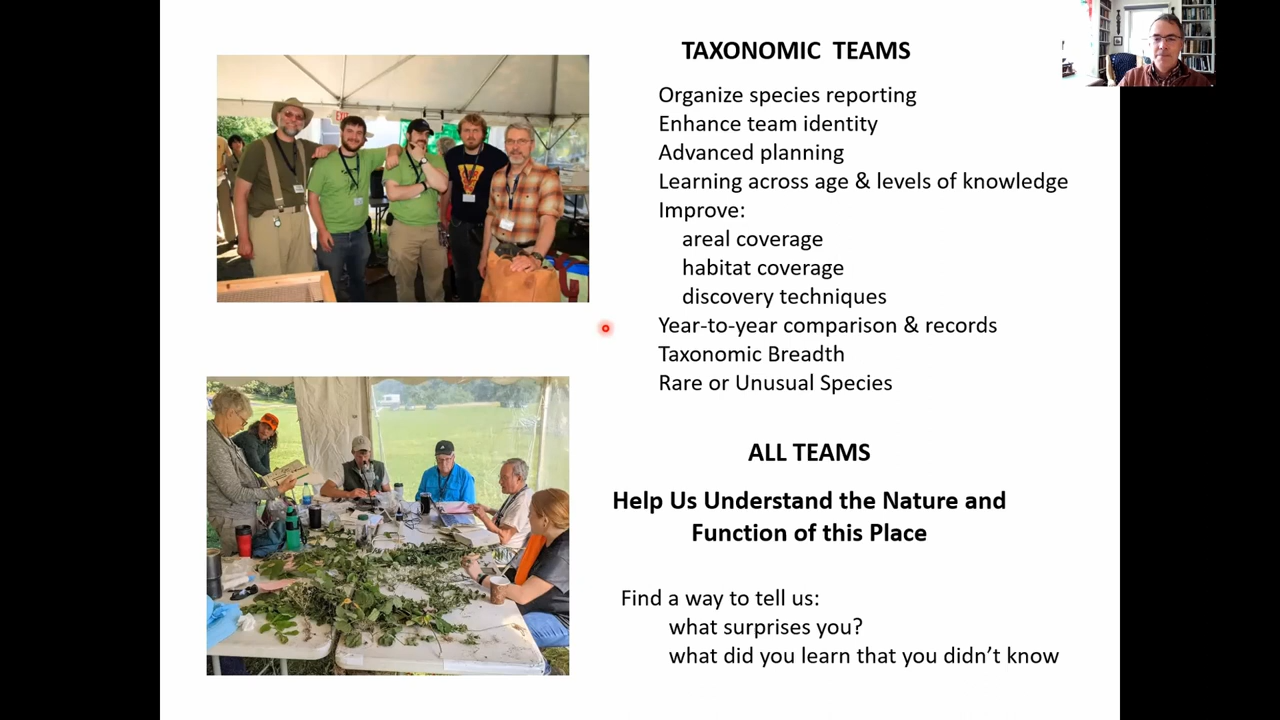 TAXONOMIC TEAMS
Organize species reporting
Enhance team identity
Advanced planning
Learning across age & levels of knowledge
Improve:
areal coverage
habitat coverage
discovery techniques
Year-to-year comparison & records
Taxonomic Breadth
Rare or Unusual Species
ALL TEAMS
Help Us Understand the Nature and
Function of this Place
Find a way to tell us:
what surprises you?
what did you learn that you didn't know